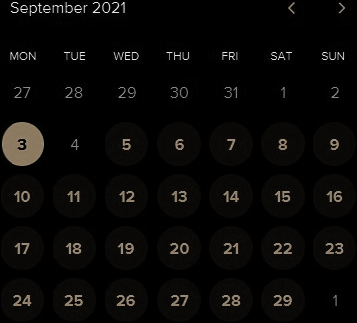 September 2021
MON TUE WED THU FRI SAT SUN
27 28 29 30 31 1 2
3 4 5 6 7 8 9
10 11 12 13 14 15 16
17 18 19 20 21 22 23
24 25 26 27 28 29 1